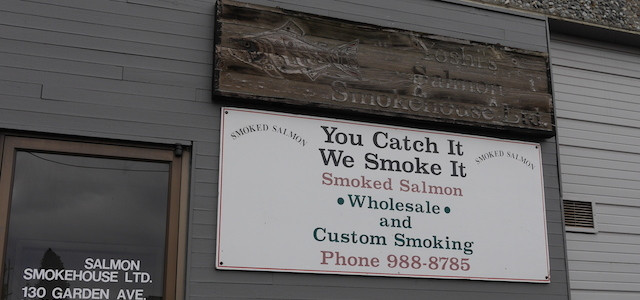 Yoshi's
Salmon
Smokehouse Ltd.
SMOKED SALMON
You Catch It
We Smoke It
SMOKED SALMON
Smoked Salmon
• Wholesale •
and
Custom Smoking
Phone 988-8785
SALMON
SMOKEHOUSE LTD.
130 GARDEN AVE.